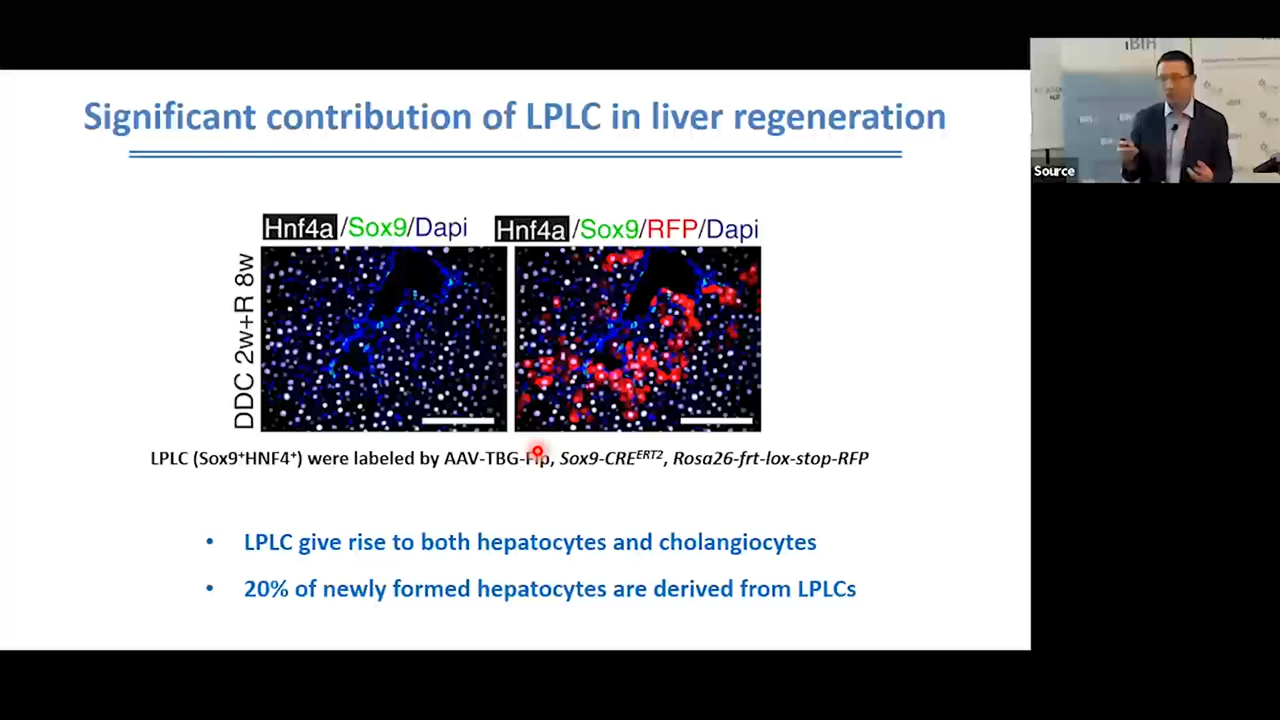 Significant contribution of LPLC in liver regeneration
Hnf4a/Sox9/Dapi
Hnf4a/Sox9/RFP/Dapi
DDC 2w+R 8w
LPLC (Sox9⁺HNF4⁺) were labeled by AAV-TBG-Flp, Sox9-CREᴱᴿᵀ², Rosa26-frt-lox-stop-RFP
• LPLC give rise to both hepatocytes and cholangiocytes
• 20% of newly formed hepatocytes are derived from LPLCs
BIH
Source